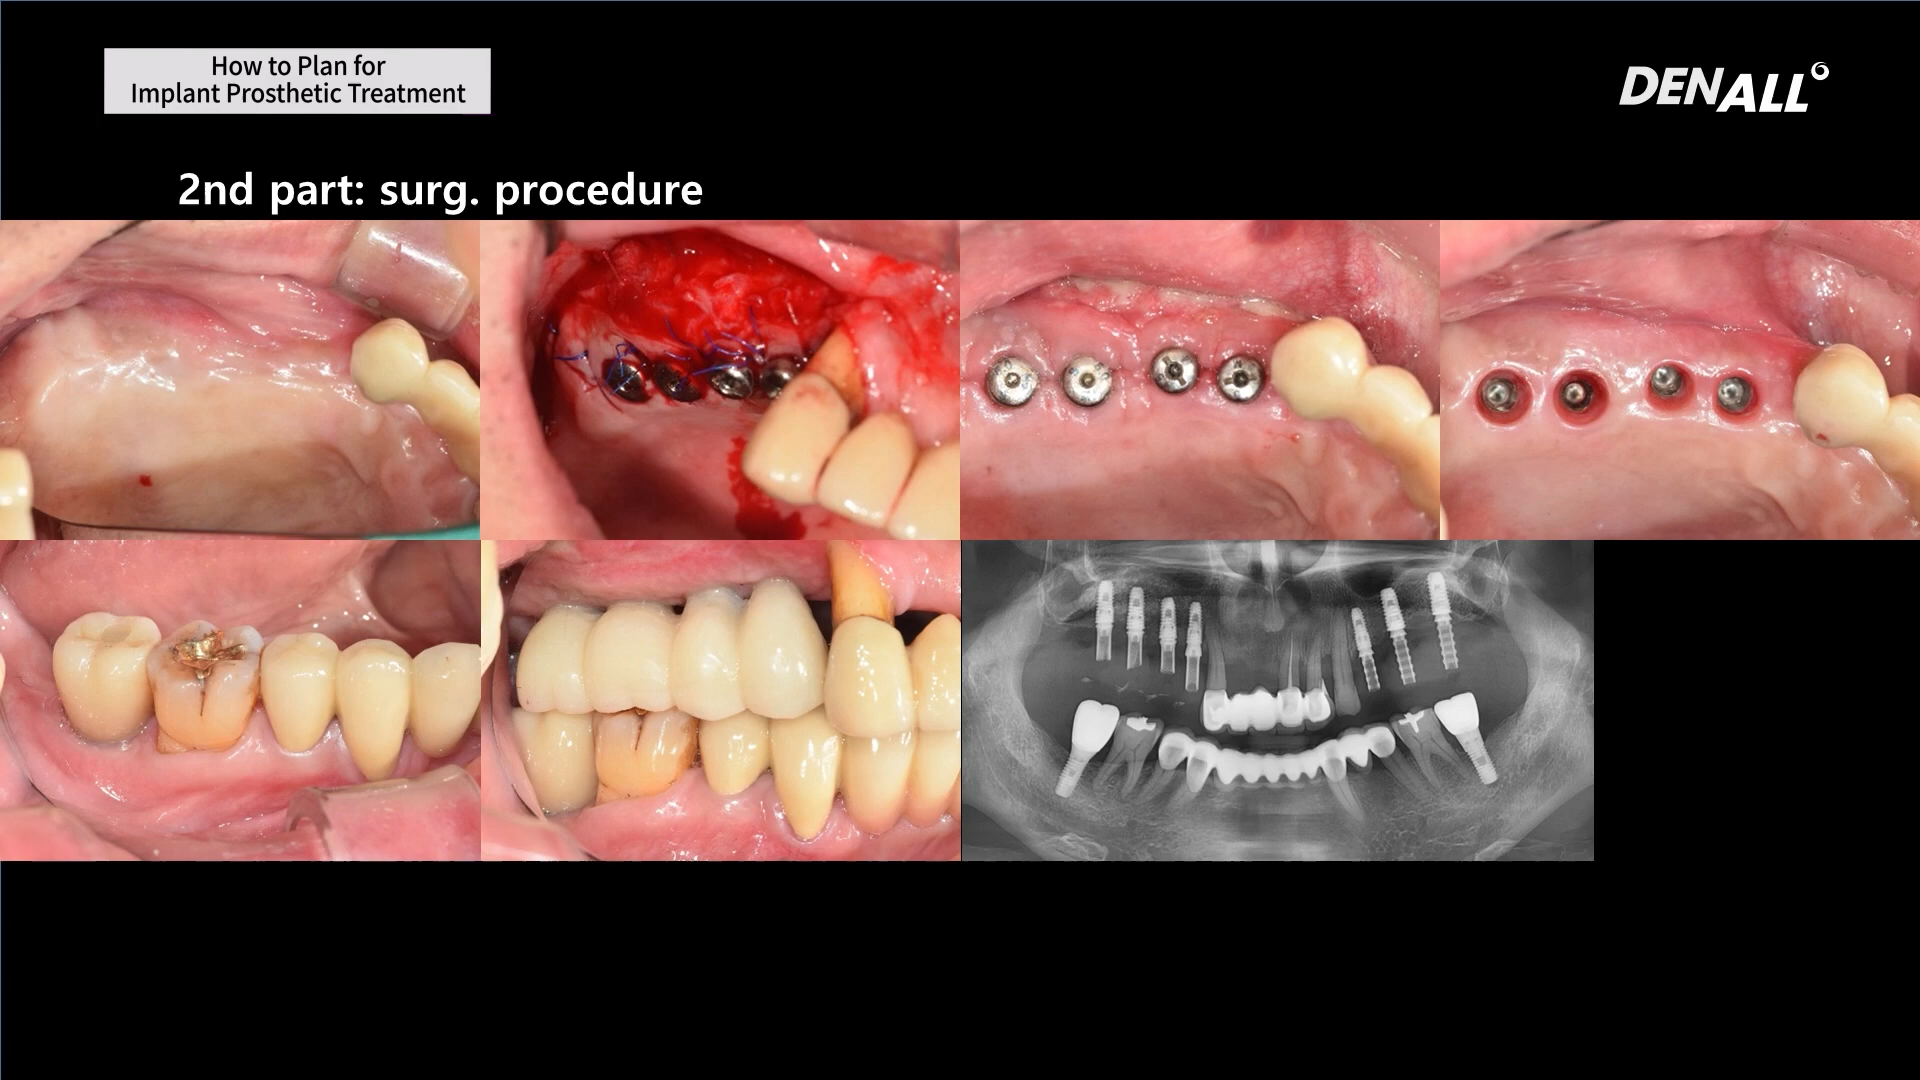 How to Plan for
Implant Prosthetic Treatment
DENALL
2nd part: surg. procedure